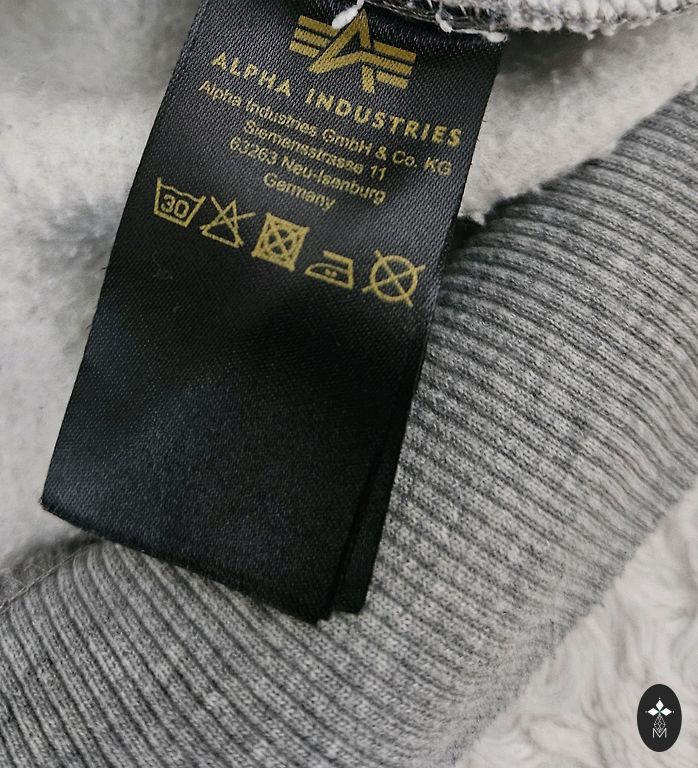 ALPHA INDUSTRIES
Alpha Industries GmbH & Co. KG
Siemensstrasse 11
63263 Neu-Isenburg
Germany
30
M